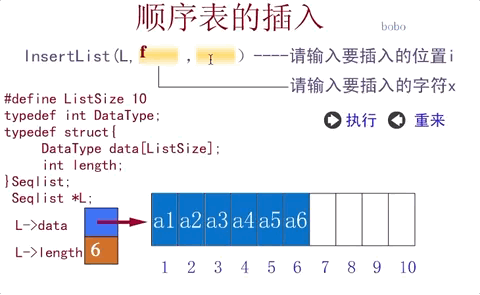 顺序表的插入
bobo
InsertList(L, f , ) ----请输入要插入的位置i
请输入要插入的字符x
执行 重来
#define ListSize 10
typedef int DataType;
typedef struct{
DataType data[ListSize];
int length;
}Seqlist;
Seqlist *L;
L->data
a1 a2 a3 a4 a5 a6
L->length 6
1 2 3 4 5 6 7 8 9 10